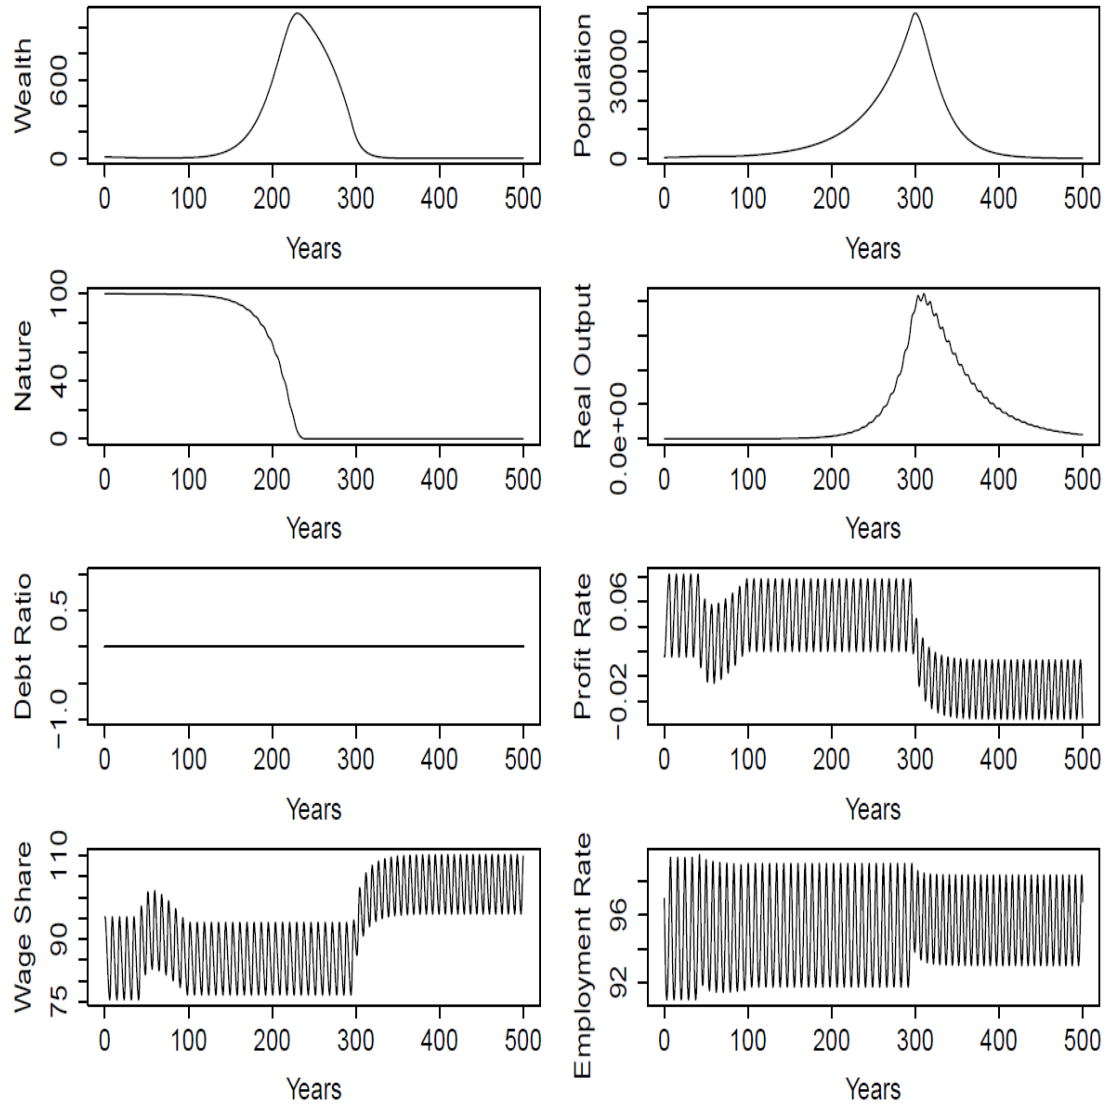 Wealth
0 600
0 100 200 300 400 500
Years
Population
0 30000
0 100 200 300 400 500
Years
Nature
0 40 100
0 100 200 300 400 500
Years
Real Output
0.0e+00
0 100 200 300 400 500
Years
Debt Ratio
−1.0 0.5
0 100 200 300 400 500
Years
Profit Rate
−0.02 0.06
0 100 200 300 400 500
Years
Wage Share
75 90 110
0 100 200 300 400 500
Years
Employment Rate
92 96
0 100 200 300 400 500
Years